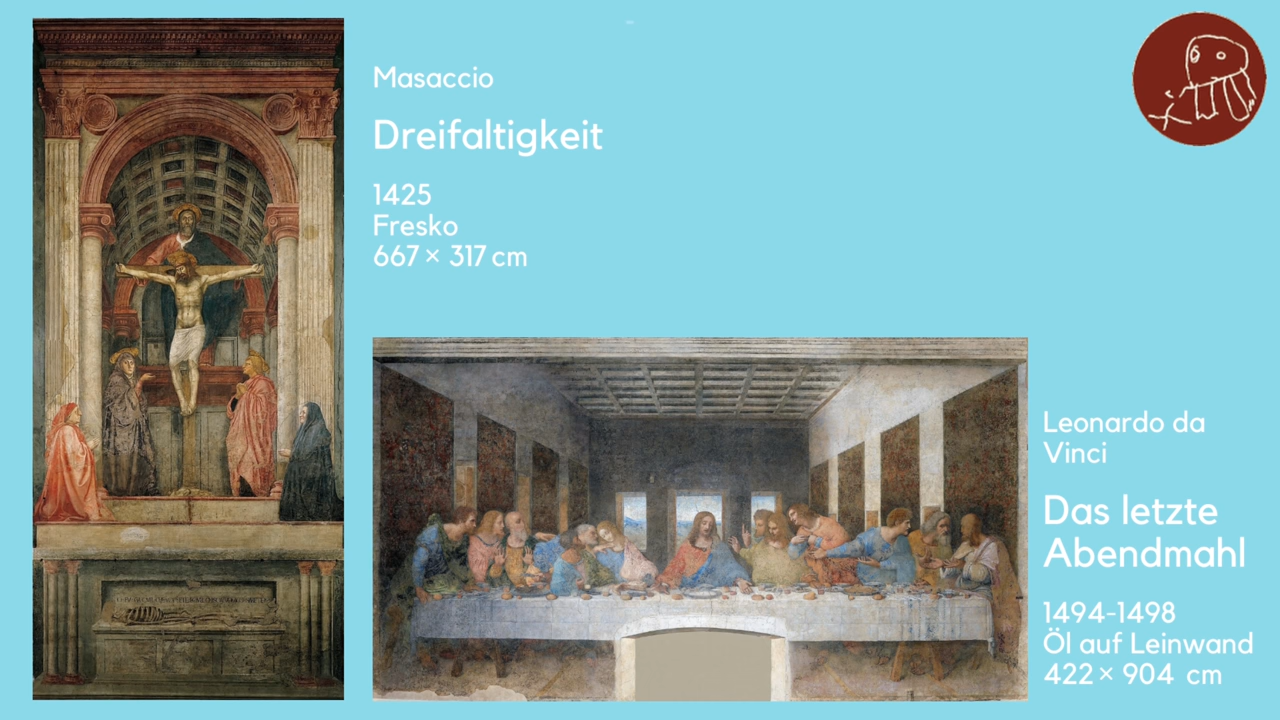 Masaccio
Dreifaltigkeit
1425
Fresko
667 × 317 cm
Leonardo da
Vinci
Das letzte
Abendmahl
1494-1498
Öl auf Leinwand
422 × 904 cm